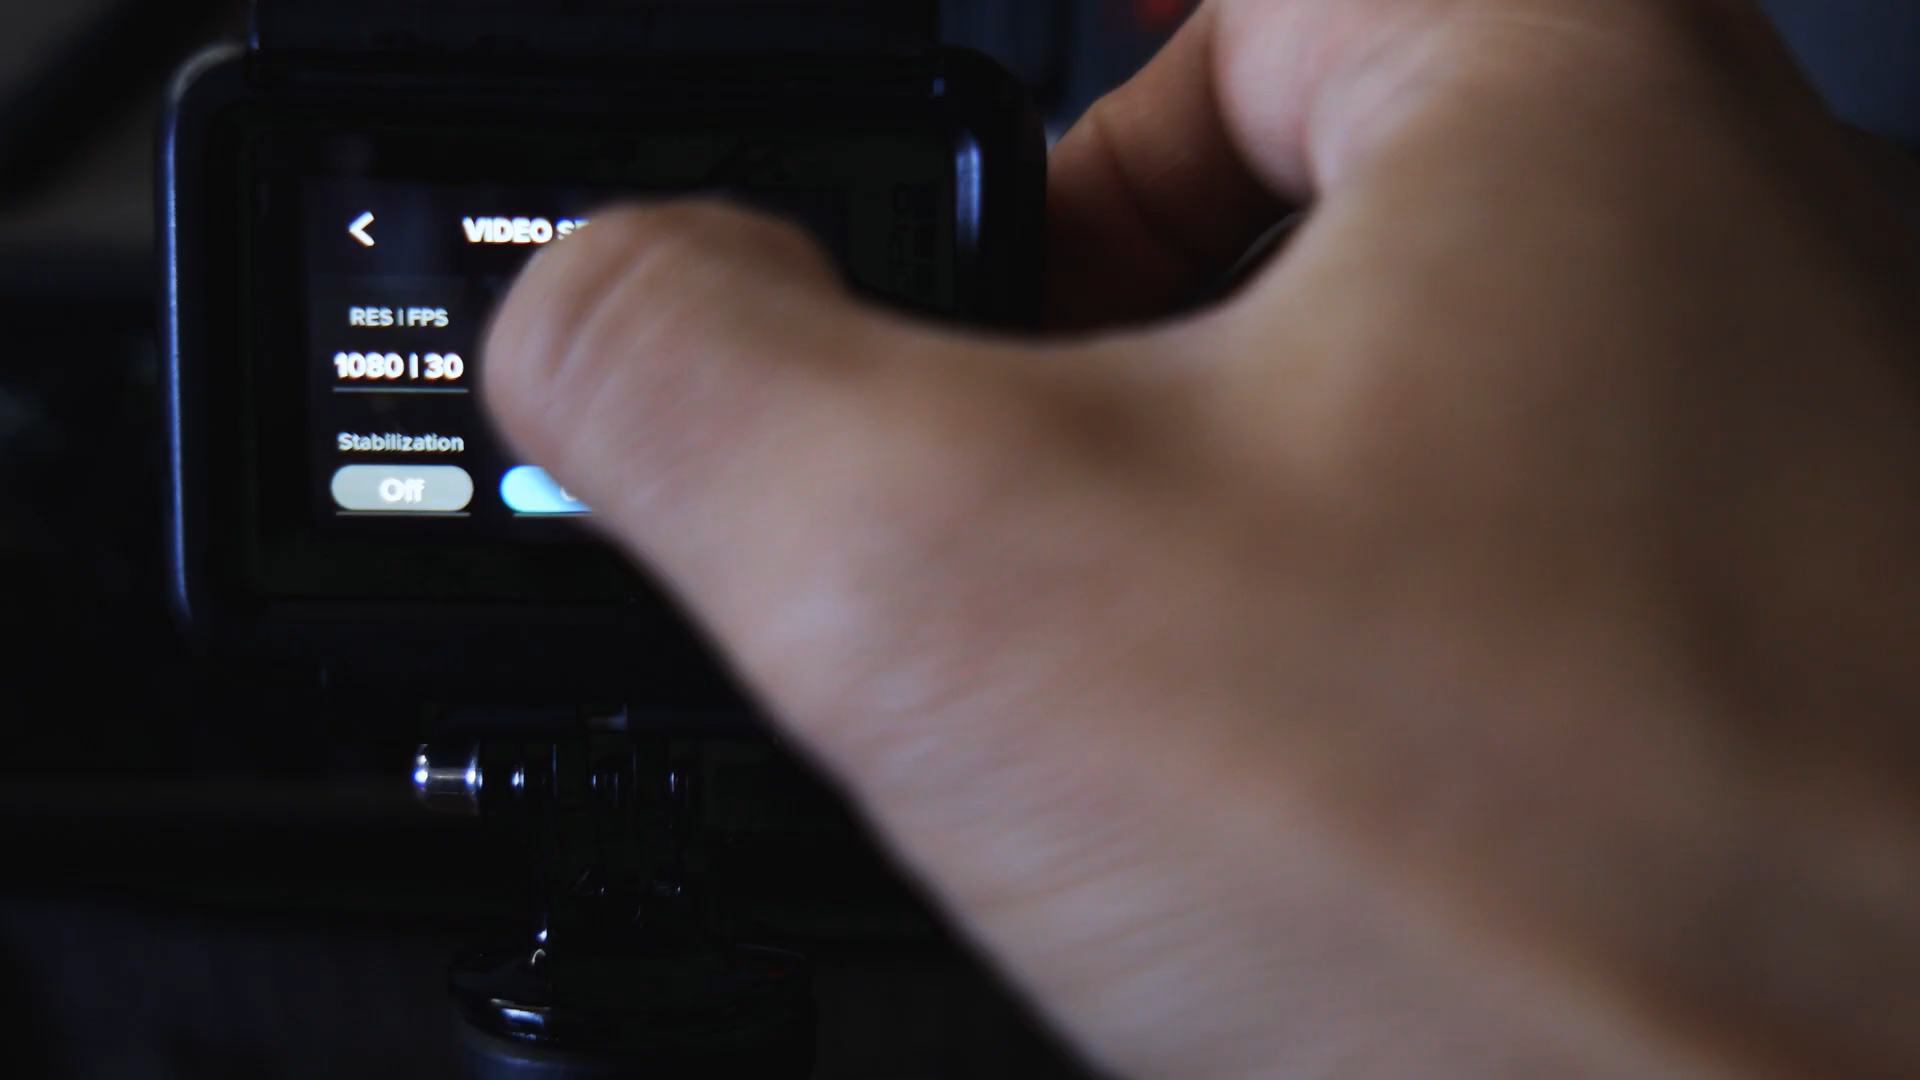 VIDEO
RES | FPS
1080 | 30
Stabilization
Off